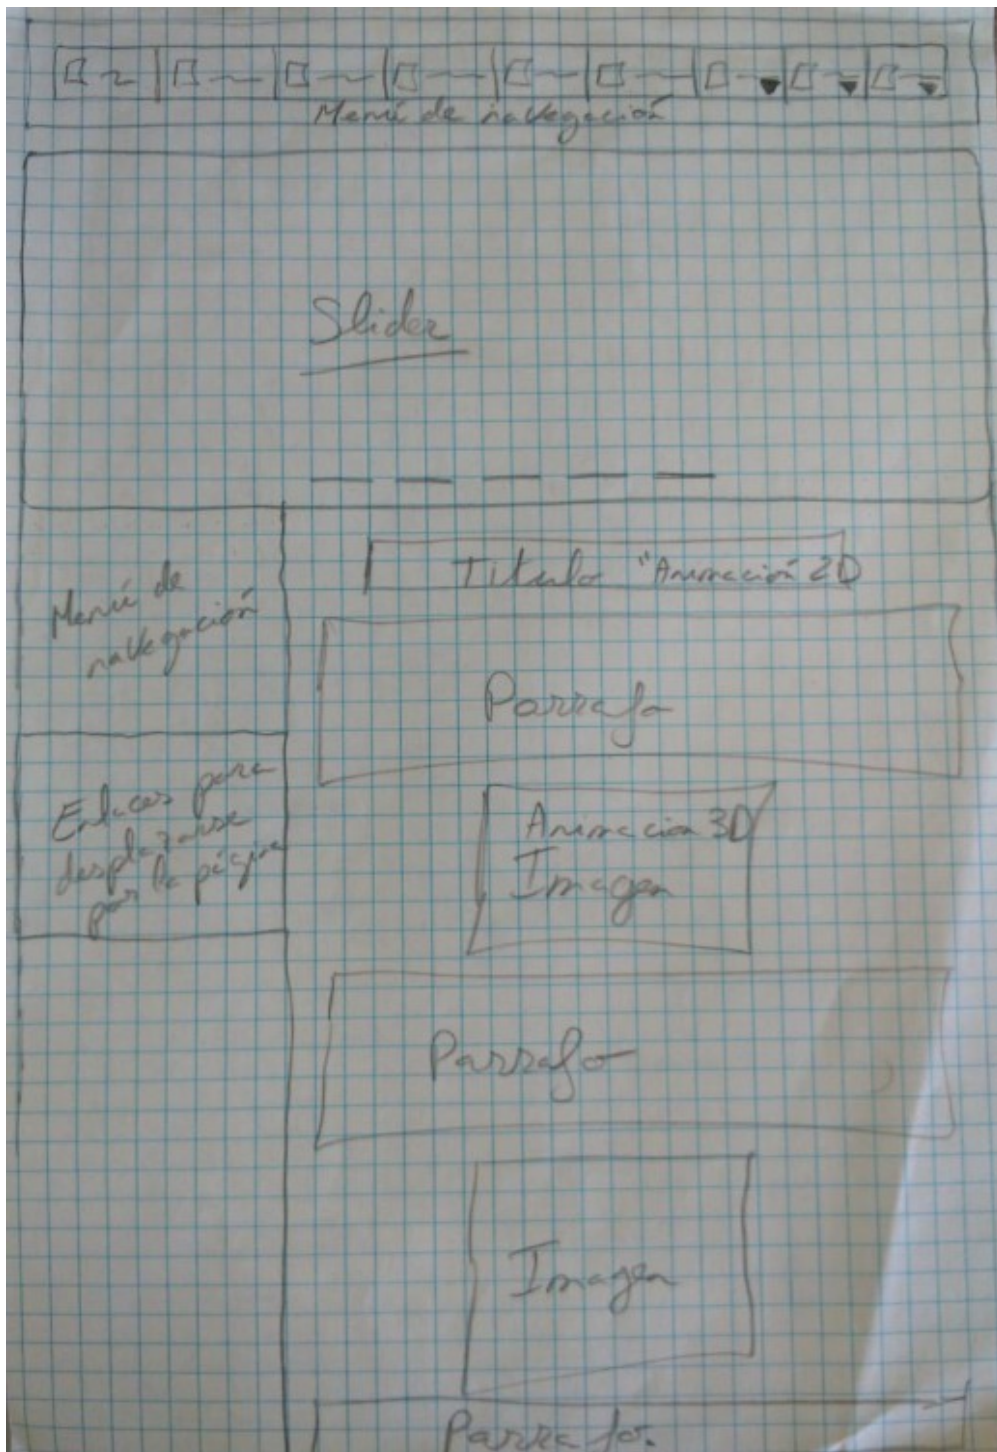 Menú de navegación
Slider
Menú de
navegación
Titulo "Animación 2D
Parrafo
Enlaces para
desplazarse
por la página
Animacion 3D
Imagen
Parrafo
Imagen
Parrafo.